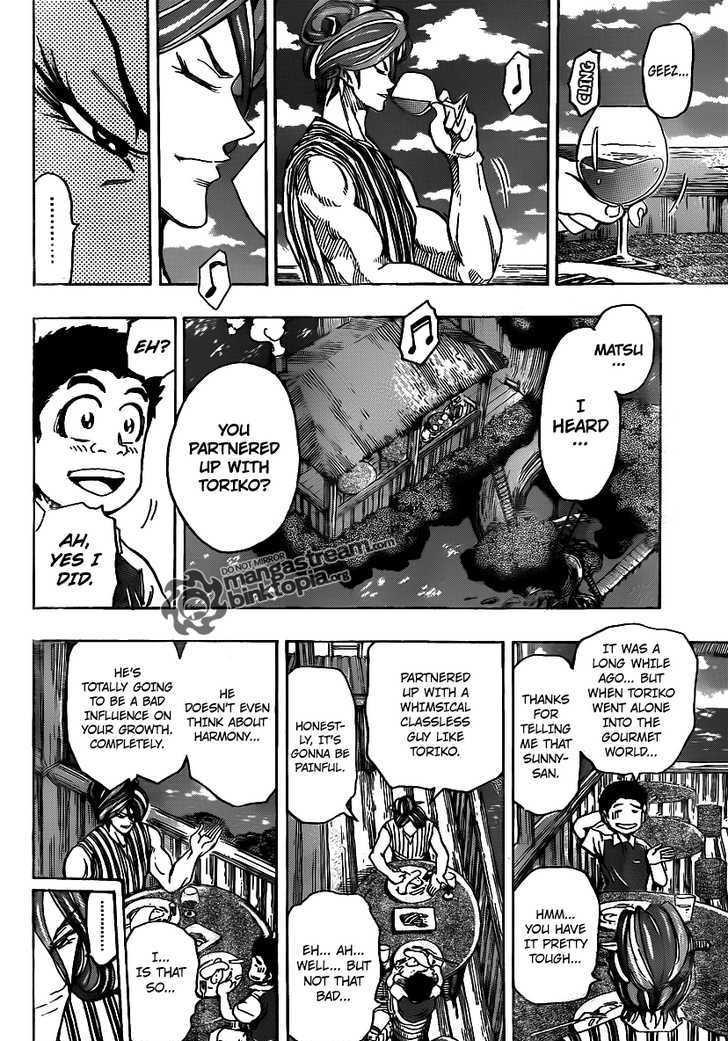 GEEZ...
CLING
♪
♪
.........
MATSU
...
I
HEARD
...
♫
YOU
PARTNERED
UP WITH
TORIKO?
EH?
AH,
YES I
DID.
DO NOT MIRROR
mangastream.com
binktopia.org
IT WAS A
LONG WHILE
AGO... BUT
WHEN TORIKO
WENT ALONE
INTO THE
GOURMET
WORLD...
THANKS
FOR
TELLING
ME THAT
SUNNY-
SAN.
HMM...
YOU HAVE
IT PRETTY
TOUGH...
PARTNERED
UP WITH A
WHIMSICAL
CLASSLESS
GUY LIKE
TORIKO.
HONEST-
LY, IT'S
GONNA BE
PAINFUL.
EH... AH...
WELL... BUT
NOT THAT
BAD...
HE
DOESN'T EVEN
THINK ABOUT
HARMONY...
HE'S
TOTALLY GOING
TO BE A BAD
INFLUENCE ON
YOUR GROWTH.
COMPLETELY.
I...
IS THAT
SO...
.........